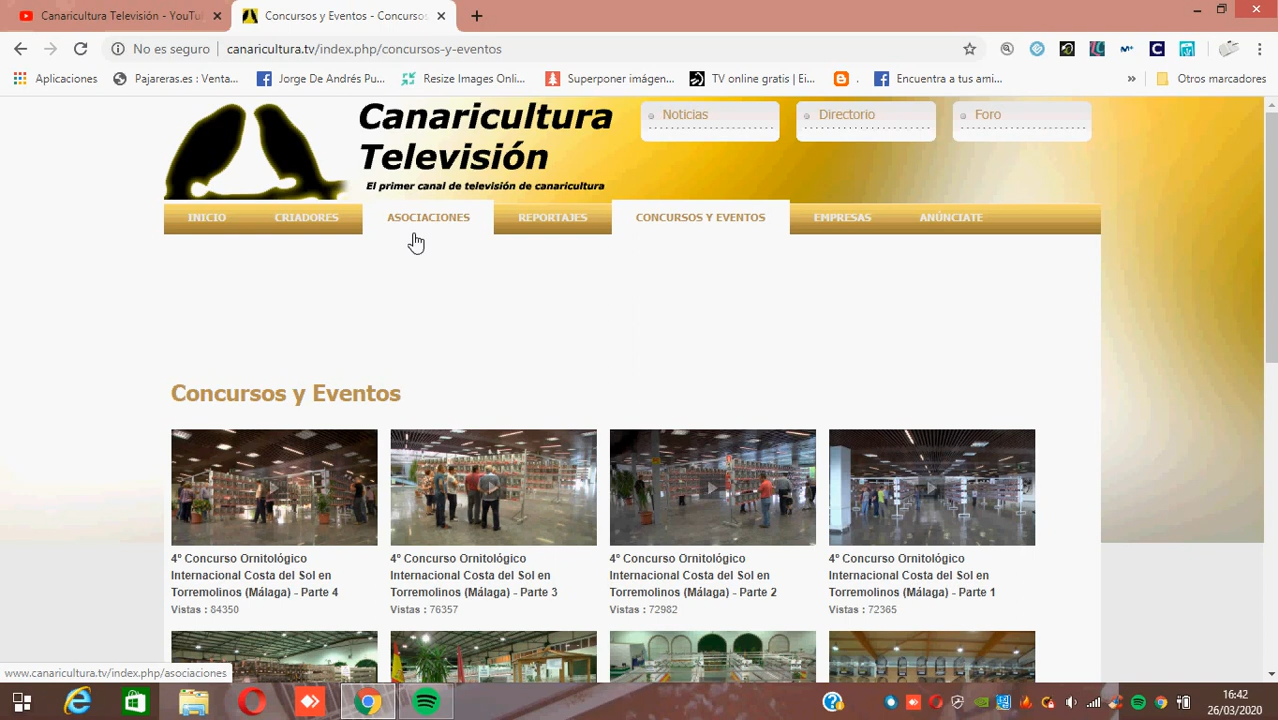 Canaricultura Televisión - YouTu
Concursos y Eventos - Concursos
No es seguro
canaricultura.tv/index.php/concursos-y-eventos
Aplicaciones
Pajareras.es : Venta...
Jorge De Andrés Pu...
Resize Images Onli...
Superponer imágen...
TV online gratis | Ei...
.
Encuentra a tus ami...
»
Otros marcadores
Canaricultura
Televisión
El primer canal de televisión de canaricultura
Noticias
Directorio
Foro
INICIO
CRIADORES
ASOCIACIONES
REPORTAJES
CONCURSOS Y EVENTOS
EMPRESAS
ANÚNCIATE
Concursos y Eventos
4º Concurso Ornitológico
Internacional Costa del Sol en
Torremolinos (Málaga) - Parte 4
Vistas : 84350
4º Concurso Ornitológico
Internacional Costa del Sol en
Torremolinos (Málaga) - Parte 3
Vistas : 76357
4º Concurso Ornitológico
Internacional Costa del Sol en
Torremolinos (Málaga) - Parte 2
Vistas : 72982
4º Concurso Ornitológico
Internacional Costa del Sol en
Torremolinos (Málaga) - Parte 1
Vistas : 72365
www.canaricultura.tv/index.php/asociaciones
16:42
26/03/2020